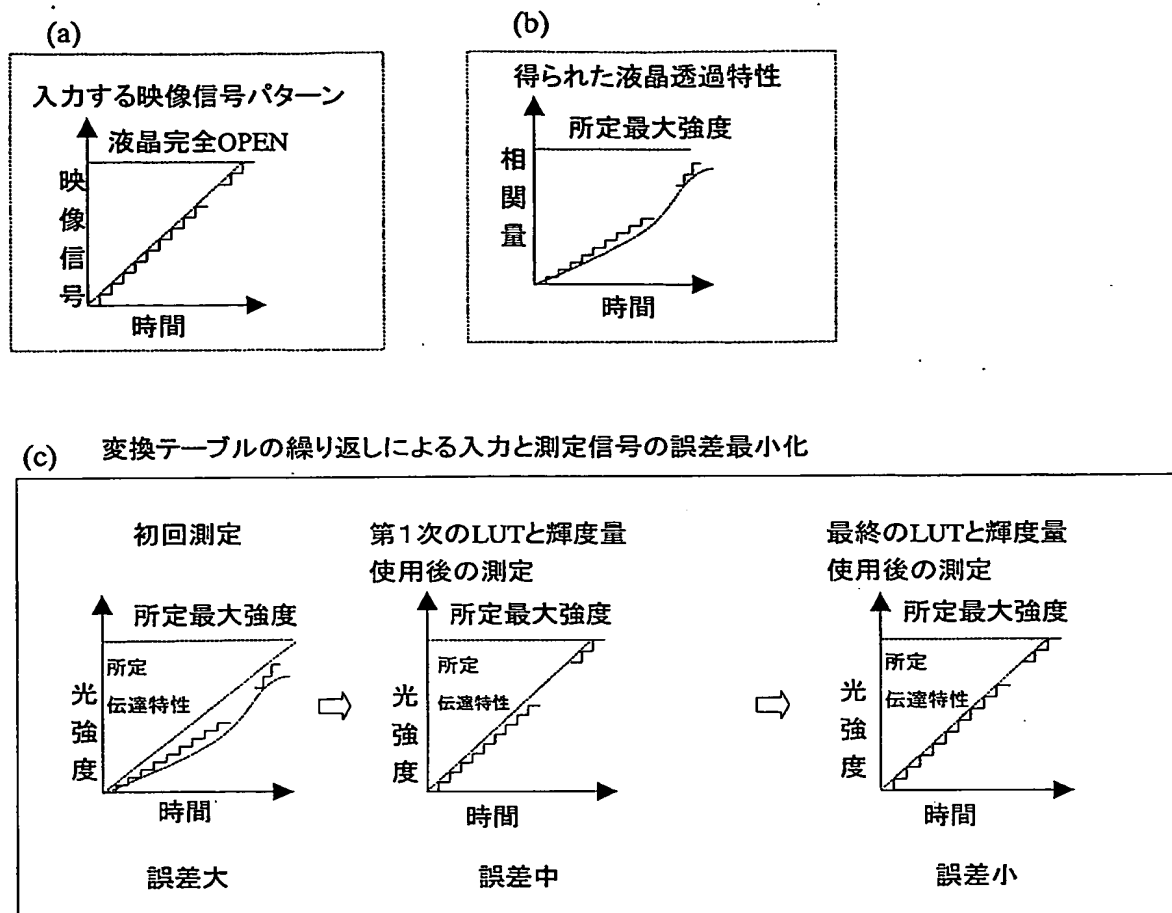 (a)
入力する映像信号パターン
液晶完全OPEN
映像信号
時間
(b)
得られた液晶透過特性
所定最大強度
相関量
時間
(c)
変換テーブルの繰り返しによる入力と測定信号の誤差最小化
初回測定
所定最大強度
所定
伝達特性
光強度
時間
誤差大
第1次のLUTと輝度量
使用後の測定
所定最大強度
所定
伝達特性
光強度
時間
誤差中
最終のLUTと輝度量
使用後の測定
所定最大強度
所定
伝達特性
光強度
時間
誤差小